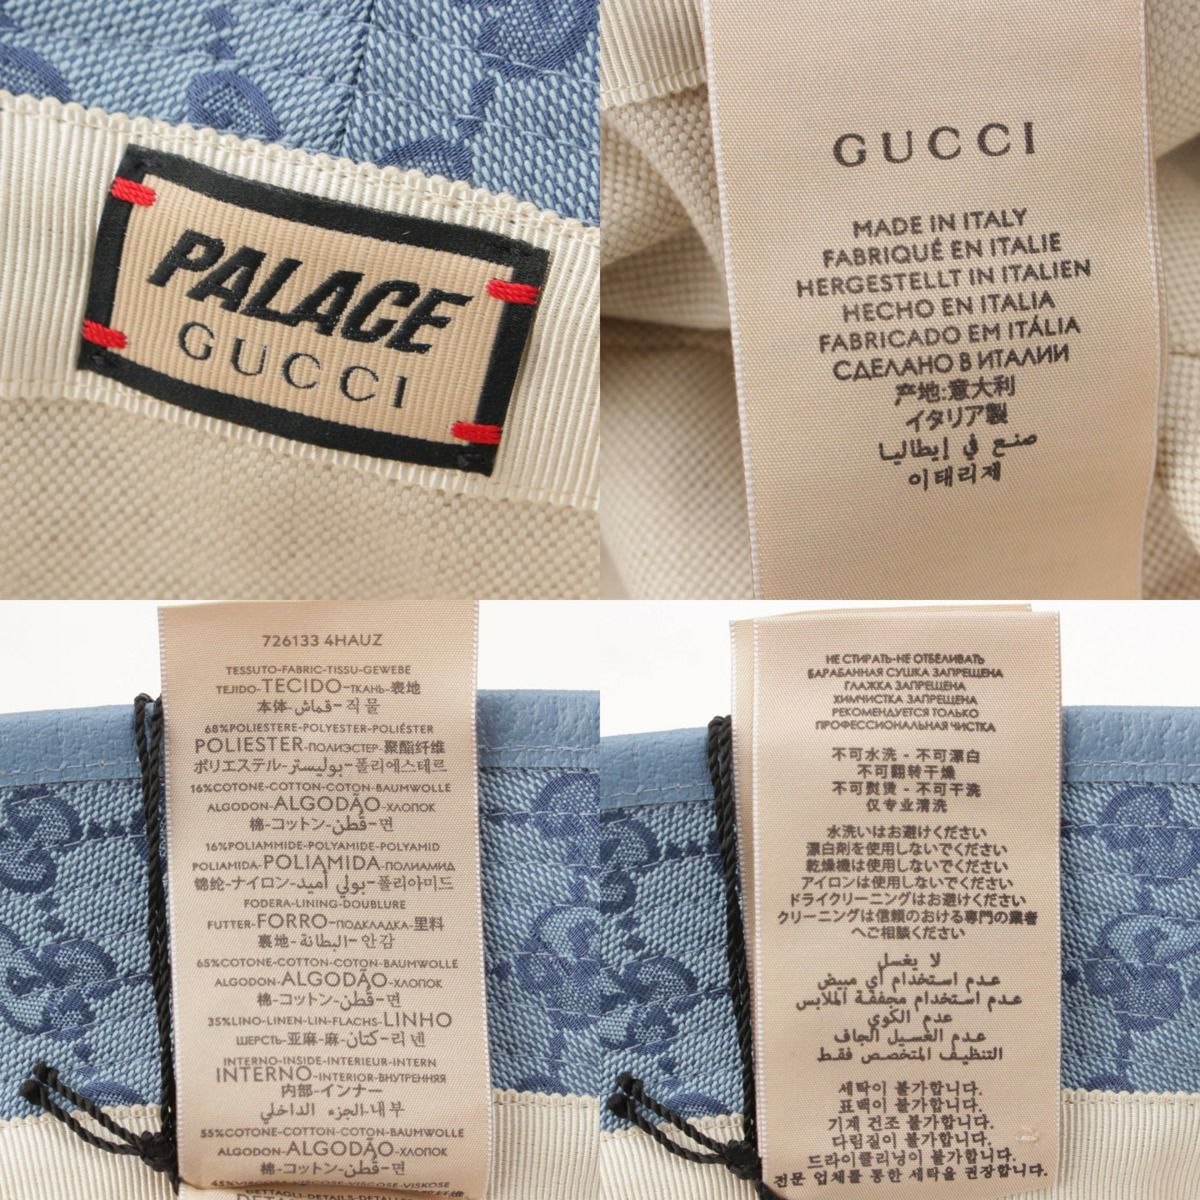 PALACE
GUCCI
GUCCI
MADE IN ITALY
FABRIQUÉ EN ITALIE
HERGESTELLT IN ITALIEN
HECHO EN ITALIA
FABRICADO EM ITÁLIA
СДЕЛАНО В ИТАЛИИ
产地:意大利
イタリア製
صنع في إيطاليا
이태리제
726133 4HAUZ
TESSUTO-FABRIC-TISSU-GEWEBE
TEJIDO-TECIDO-ТКАНЬ-表地
本体-قماش-직물
68%POLIESTERE-POLYESTER-POLIÉSTER
POLIESTER-ПОЛИЭСТЕР-聚酯纤维
ポリエステル-بوليستر-폴리에스테르
16%COTONE-COTTON-COTON-BAUMWOLLE
ALGODON-ALGODÃO-ХЛОПОК
棉-コットン-قطن-면
16%POLIAMMIDE-POLYAMIDE-POLYAMID
POLIAMIDA-POLIAMIDA-ПОЛИАМИД
锦纶-ナイロン-بولي أميد-폴리아미드
FODERA-LINING-DOUBLURE
FUTTER-FORRO-ПОДКЛАДКА-里料
裏地-البطانة-안감
65%COTONE-COTTON-COTON-BAUMWOLLE
ALGODON-ALGODÃO-ХЛОПОК
棉-コットン-قطن-면
35%LINO-LINEN-LIN-FLACHS-LINHO
ШЕРСТЬ-亚麻-麻-كتان-리넨
INTERNO-INSIDE-INTERIEUR-INTERN
INTERNO-INTERIOR-ВНУТРЕННЯЯ
内部-インナー
내부-الجزء الداخلي
55%COTONE-COTTON-COTON-BAUMWOLLE
ALGODON-ALGODÃO-ХЛОПОК
棉-コットン-قطن-면
45%VISCOSA-VISCOSE-VISCOSE-VISKOSE
DETTAGLI-DETAILS-DETAILS
НЕ СТИРАТЬ-НЕ ОТБЕЛИВАТЬ
БАРАБАННАЯ СУШКА ЗАПРЕЩЕНА
ГЛАЖКА ЗАПРЕЩЕНА
ХИМЧИСТКА ЗАПРЕЩЕНА
РЕКОМЕНДУЕТСЯ ТОЛЬКО
ПРОФЕССИОНАЛЬНАЯ ЧИСТКА
不可水洗 - 不可漂白
不可翻转干燥
不可熨烫 - 不可干洗
仅专业清洗
水洗いはお避けください
漂白剤を使用しないでください
乾燥機は使用しないでください
アイロンは使用しないでください
ドライクリーニングはお避けください
クリーニングは信頼のおける専門の業者
へご相談ください
لا يغسل
عدم استخدام أي مبيض
عدم استخدام مجففة الملابس
عدم الكوي
عدم الغسيل الجاف
التنظيف المتخصص فقط
세탁이 불가합니다.
표백이 불가합니다.
기계 건조 불가합니다.
다림질이 불가합니다.
드라이클리닝이 불가합니다.
전문 업체를 통한 세탁을 권장합니다.